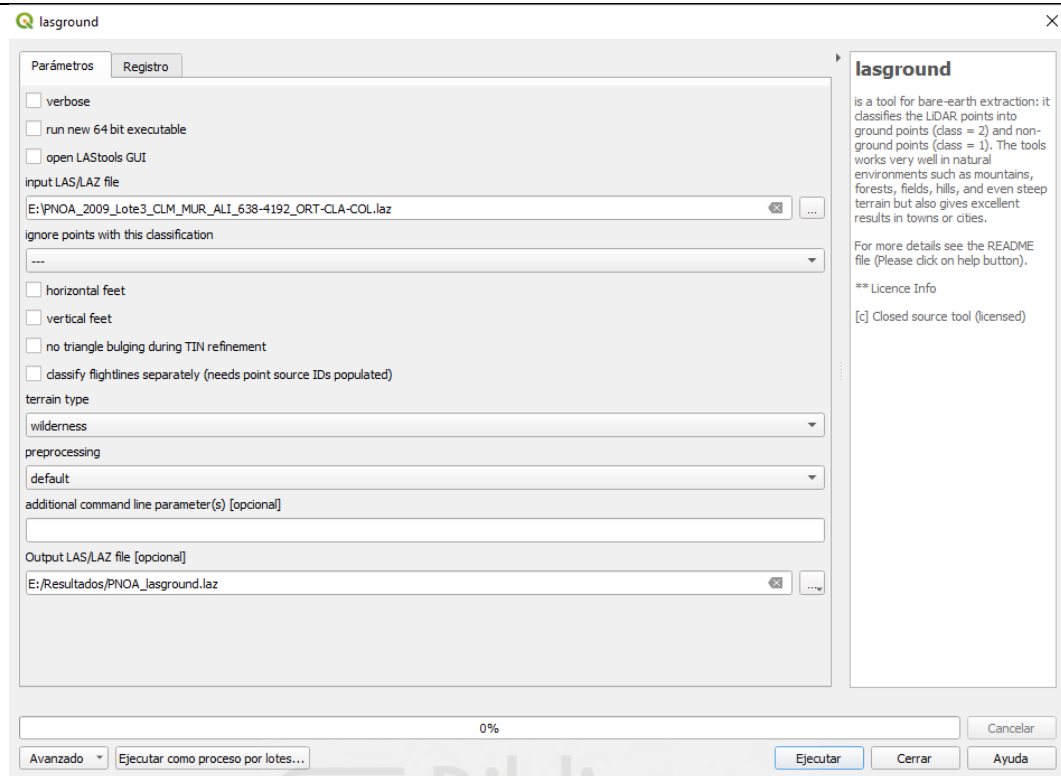 lasground
Parámetros Registro
verbose
run new 64 bit executable
open LAStools GUI
input LAS/LAZ file
E:\PNOA_2009_Lote3_CLM_MUR_ALI_638-4192_ORT-CLA-COL.laz
...
ignore points with this classification
---
horizontal feet
vertical feet
no triangle bulging during TIN refinement
classify flightlines separately (needs point source IDs populated)
terrain type
wilderness
preprocessing
default
additional command line parameter(s) [opcional]
Output LAS/LAZ file [opcional]
E:/Resultados/PNOA_lasground.laz
...
lasground
is a tool for bare-earth extraction: it
classifies the LiDAR points into
ground points (class = 2) and non-
ground points (class = 1). The tools
works very well in natural
environments such as mountains,
forests, fields, hills, and even steep
terrain but also gives excellent
results in towns or cities.
For more details see the README
file (Please click on help button).
** Licence Info
[c] Closed source tool (licensed)
0%
Cancelar
Avanzado Ejecutar como proceso por lotes... Ejecutar Cerrar Ayuda